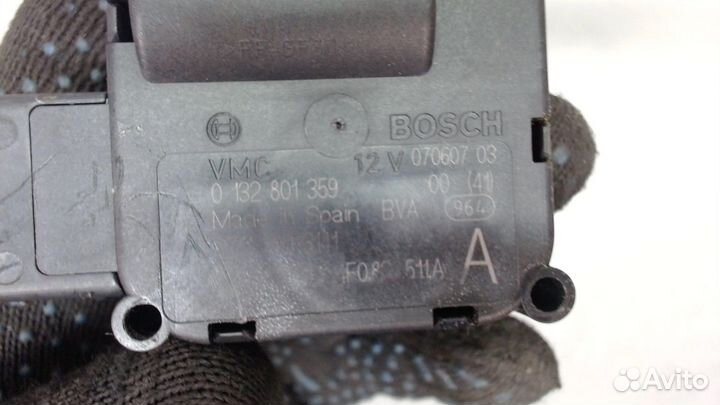 BOSCH
VMC 12 V 070607 03
0 132 801 359 00 (41)
Made in Spain BVA 964
A
Avito